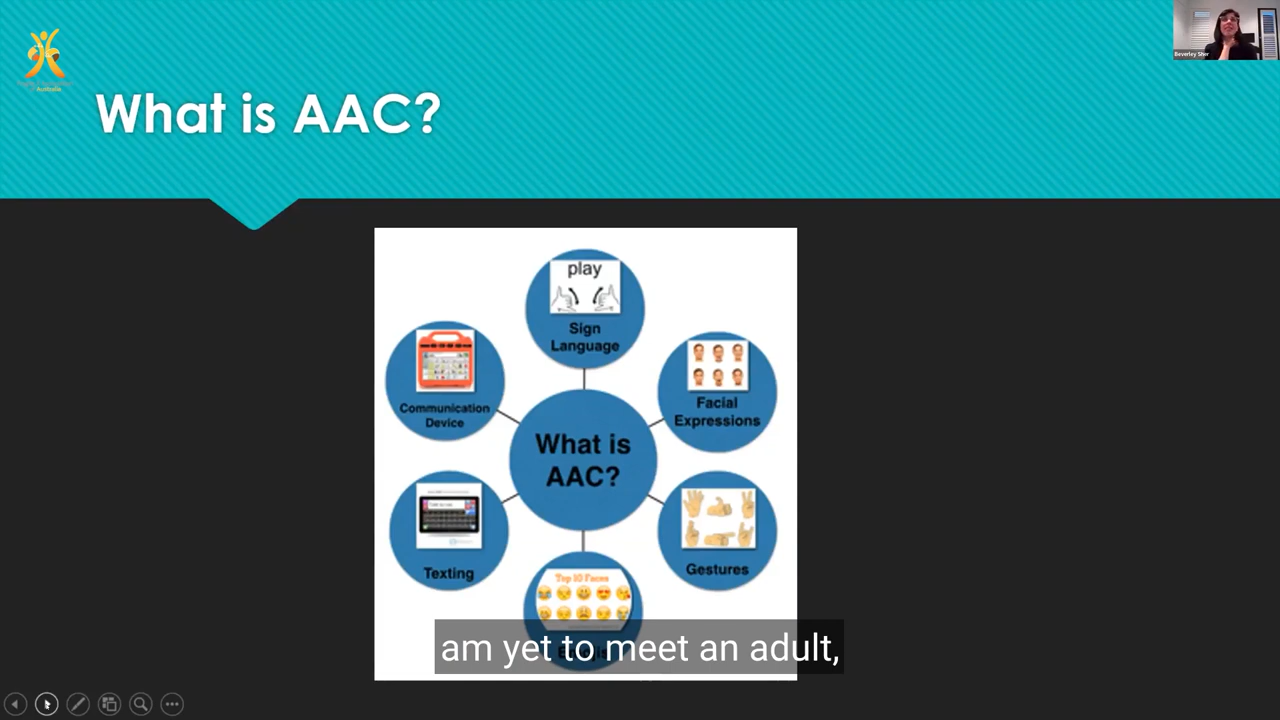 Australia
Beverley Sher
What is AAC?
play
Sign
Language
Communication
Device
Facial
Expressions
What is
AAC?
Texting
Gestures
Top 10 Faces
am yet to meet an adult,